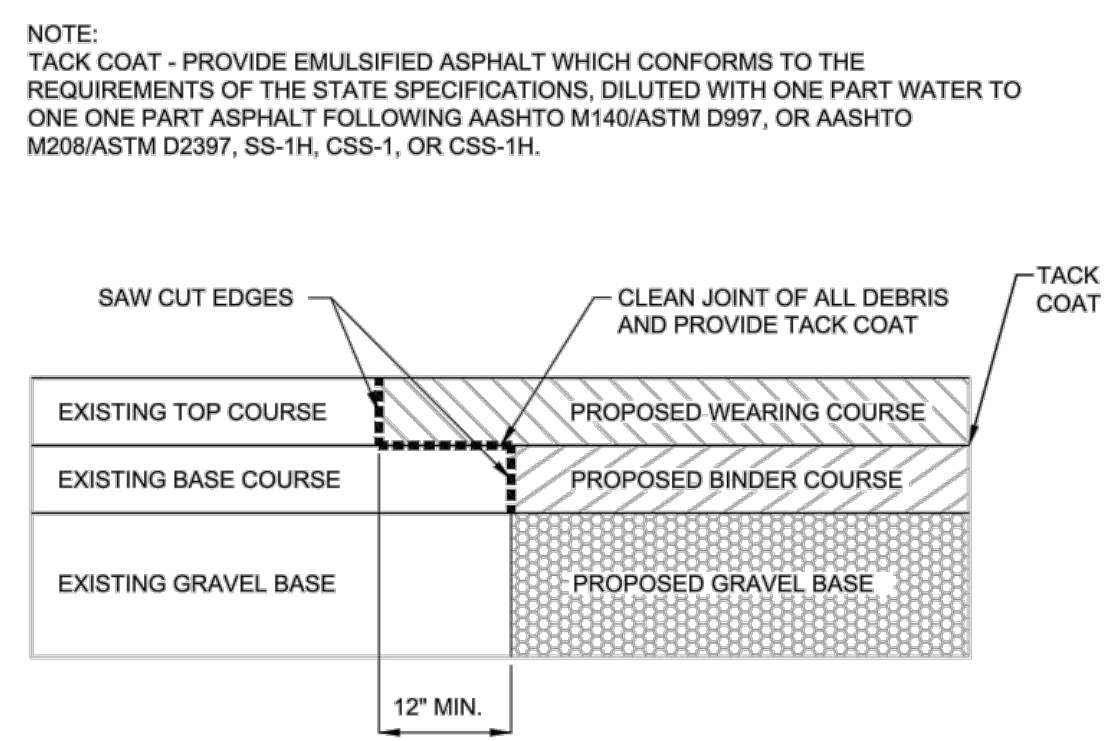 NOTE:
TACK COAT - PROVIDE EMULSIFIED ASPHALT WHICH CONFORMS TO THE
REQUIREMENTS OF THE STATE SPECIFICATIONS, DILUTED WITH ONE PART WATER TO
ONE ONE PART ASPHALT FOLLOWING AASHTO M140/ASTM D997, OR AASHTO
M208/ASTM D2397, SS-1H, CSS-1, OR CSS-1H.
TACK
COAT
SAW CUT EDGES
CLEAN JOINT OF ALL DEBRIS
AND PROVIDE TACK COAT
EXISTING TOP COURSE
PROPOSED WEARING COURSE
EXISTING BASE COURSE
PROPOSED BINDER COURSE
EXISTING GRAVEL BASE
PROPOSED GRAVEL BASE
12" MIN.